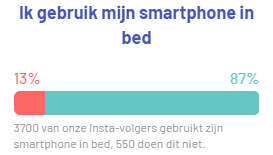 Ik gebruik mijn smartphone in
bed
13% 87%
3700 van onze Insta-volgers gebruikt zijn
smartphone in bed, 550 doen dit niet.